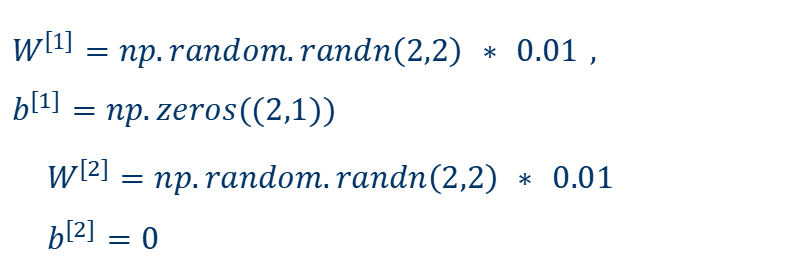 W^[1] = np.random.randn(2,2) * 0.01 ,
b^[1] = np.zeros((2,1))
W^[2] = np.random.randn(2,2) * 0.01
b^[2] = 0